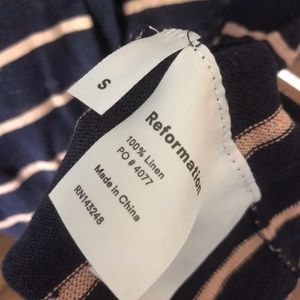 S
Reformation
100% Linen
PO # 4077
Made in China
RN143248